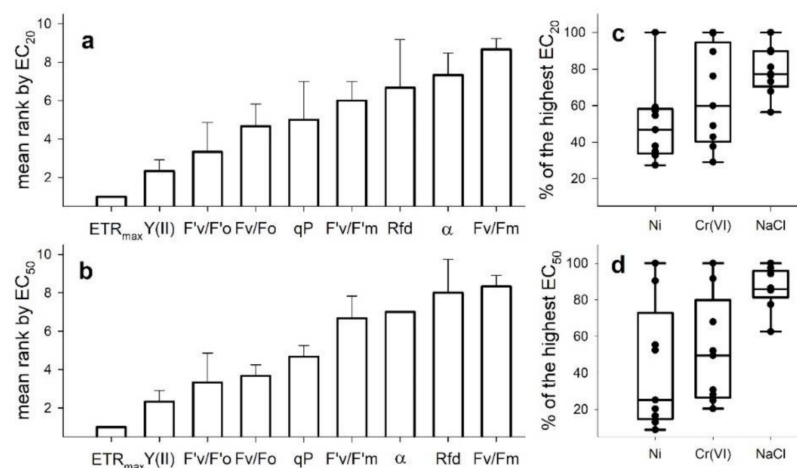 a
mean rank by EC20
10
8
6
4
2
ETRmax Y(II) F'v/F'o Fv/Fo qP F'v/F'm Rfd α Fv/Fm
c
% of the highest EC20
100
80
60
40
20
Ni Cr(VI) NaCl
b
mean rank by EC50
10
8
6
4
2
ETRmax Y(II) F'v/F'o Fv/Fo qP F'v/F'm α Rfd Fv/Fm
d
% of the highest EC50
100
80
60
40
20
Ni Cr(VI) NaCl